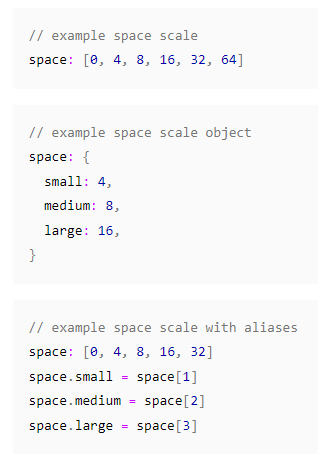 // example space scale
space: [0, 4, 8, 16, 32, 64]
// example space scale object
space: {
  small: 4,
  medium: 8,
  large: 16,
}
// example space scale with aliases
space: [0, 4, 8, 16, 32]
space.small = space[1]
space.medium = space[2]
space.large = space[3]